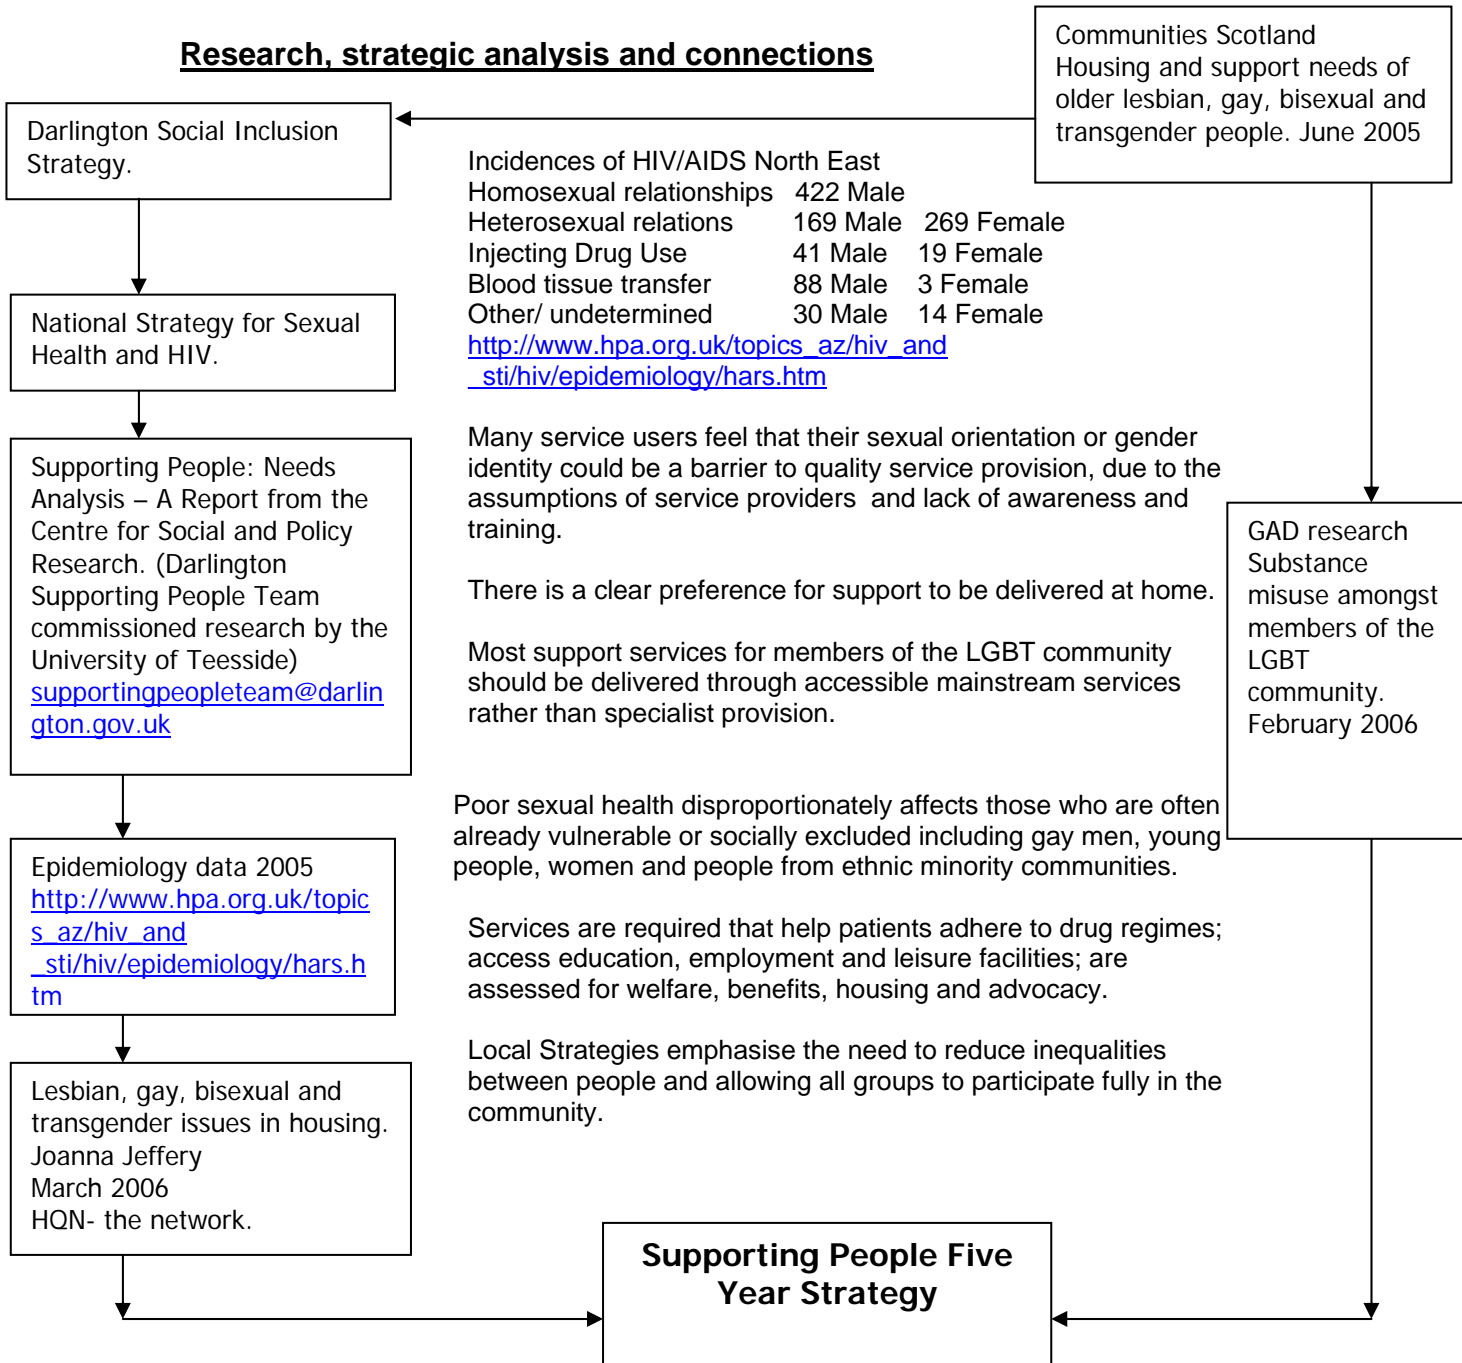 Research, strategic analysis and connections
Communities Scotland
Housing and support needs of
older lesbian, gay, bisexual and
transgender people. June 2005
Darlington Social Inclusion
Strategy.
Incidences of HIV/AIDS North East
Homosexual relationships 422 Male
Heterosexual relations 169 Male 269 Female
Injecting Drug Use 41 Male 19 Female
Blood tissue transfer 88 Male 3 Female
Other/ undetermined 30 Male 14 Female
http://www.hpa.org.uk/topics_az/hiv_and
_sti/hiv/epidemiology/hars.htm
National Strategy for Sexual
Health and HIV.
Many service users feel that their sexual orientation or gender
identity could be a barrier to quality service provision, due to the
assumptions of service providers and lack of awareness and
training.
There is a clear preference for support to be delivered at home.
Most support services for members of the LGBT community
should be delivered through accessible mainstream services
rather than specialist provision.
Supporting People: Needs
Analysis – A Report from the
Centre for Social and Policy
Research. (Darlington
Supporting People Team
commissioned research by the
University of Teesside)
supportingpeopleteam@darlin
gton.gov.uk
GAD research
Substance
misuse amongst
members of the
LGBT
community.
February 2006
Poor sexual health disproportionately affects those who are often
already vulnerable or socially excluded including gay men, young
people, women and people from ethnic minority communities.
Epidemiology data 2005
http://www.hpa.org.uk/topic
s_az/hiv_and
_sti/hiv/epidemiology/hars.h
tm
Services are required that help patients adhere to drug regimes;
access education, employment and leisure facilities; are
assessed for welfare, benefits, housing and advocacy.
Local Strategies emphasise the need to reduce inequalities
between people and allowing all groups to participate fully in the
community.
Lesbian, gay, bisexual and
transgender issues in housing.
Joanna Jeffery
March 2006
HQN- the network.
Supporting People Five
Year Strategy